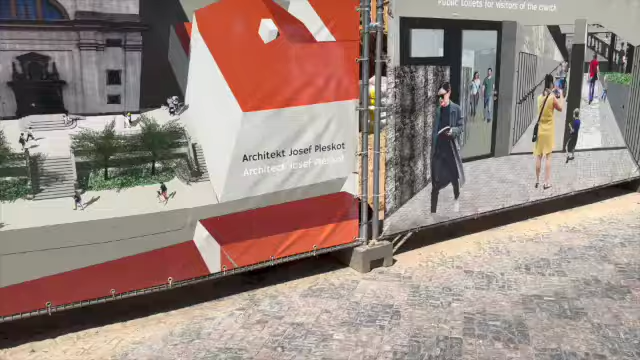 Public toilets for visitors of the church
Architekt Josef Pleskot
Architect Josef Pleskot